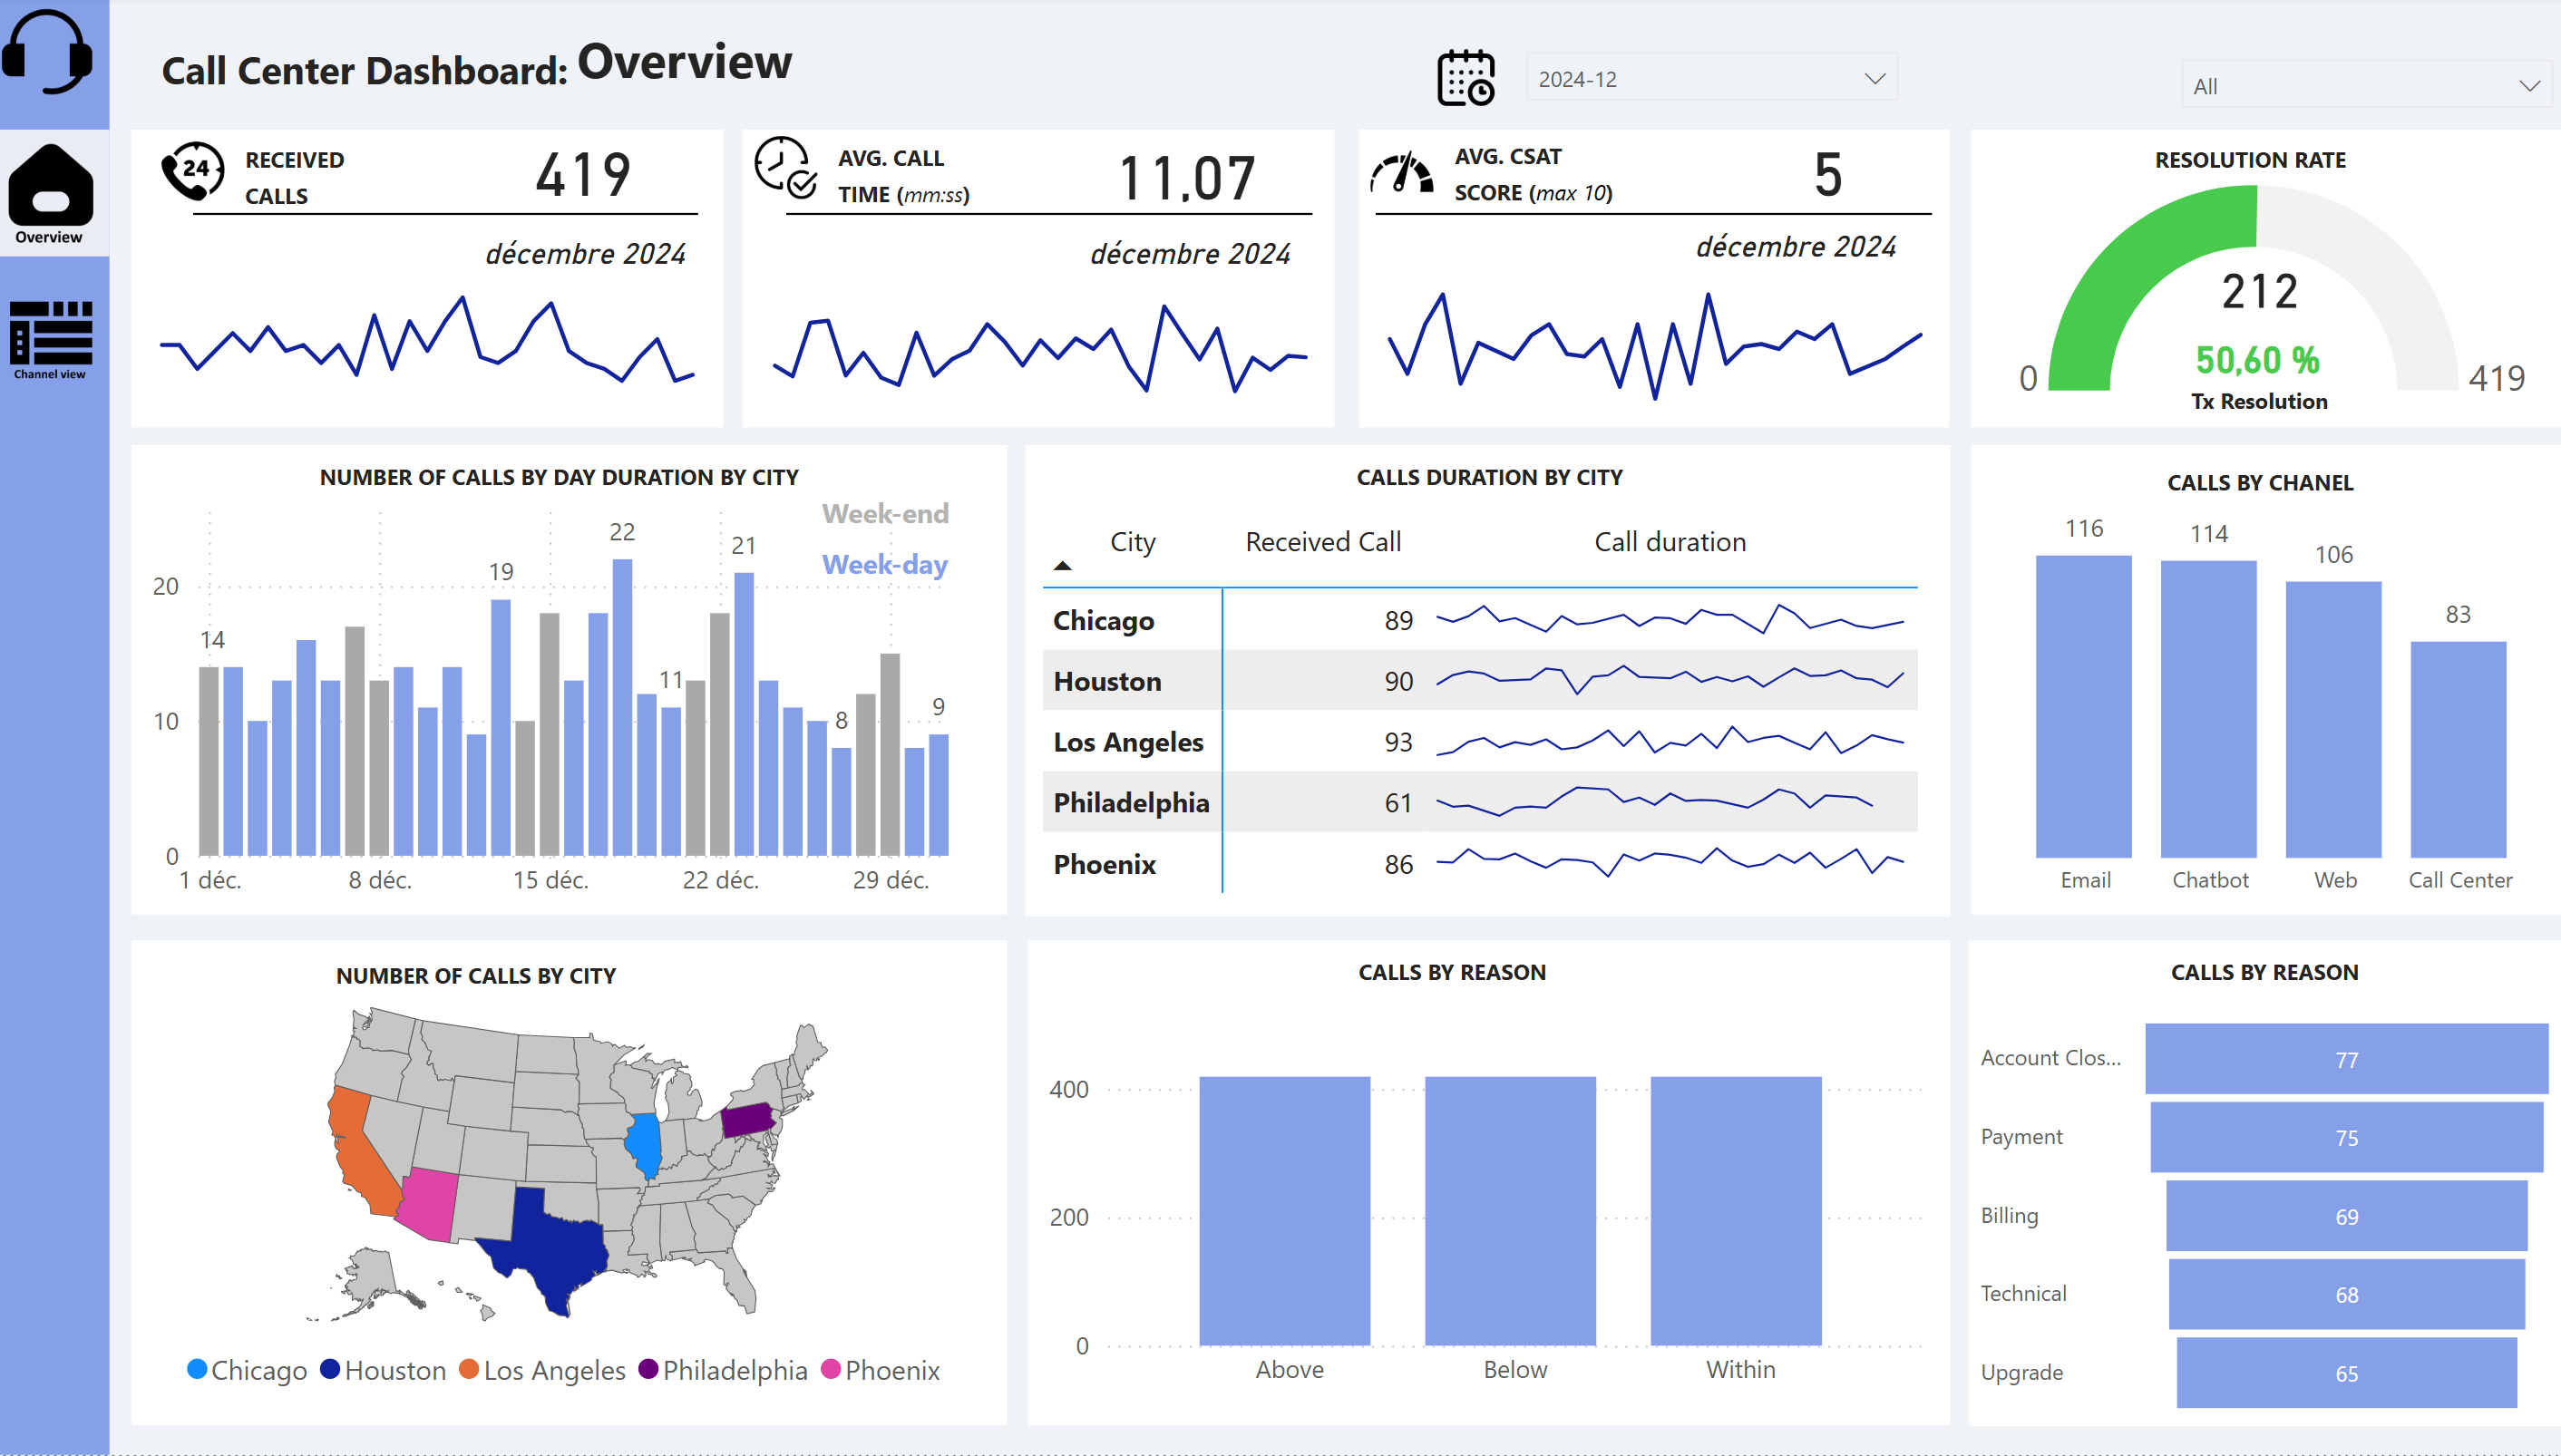 Call Center Dashboard: Overview
2024-12
All
Overview
Channel view
24
RECEIVED
CALLS
419
décembre 2024
AVG. CALL
TIME (mm:ss)
11,07
décembre 2024
AVG. CSAT
SCORE (max 10)
5
décembre 2024
RESOLUTION RATE
212
50,60 %
Tx Resolution
0
419
NUMBER OF CALLS BY DAY DURATION BY CITY
Week-end
Week-day
20
10
0
14
19
22
11
21
8
9
1 déc.
8 déc.
15 déc.
22 déc.
29 déc.
CALLS DURATION BY CITY
City Received Call Call duration
Chicago 89
Houston 90
Los Angeles 93
Philadelphia 61
Phoenix 86
CALLS BY CHANEL
116
114
106
83
Email
Chatbot
Web
Call Center
NUMBER OF CALLS BY CITY
Chicago Houston Los Angeles Philadelphia Phoenix
CALLS BY REASON
400
200
0
Above
Below
Within
CALLS BY REASON
Account Clos... 77
Payment 75
Billing 69
Technical 68
Upgrade 65